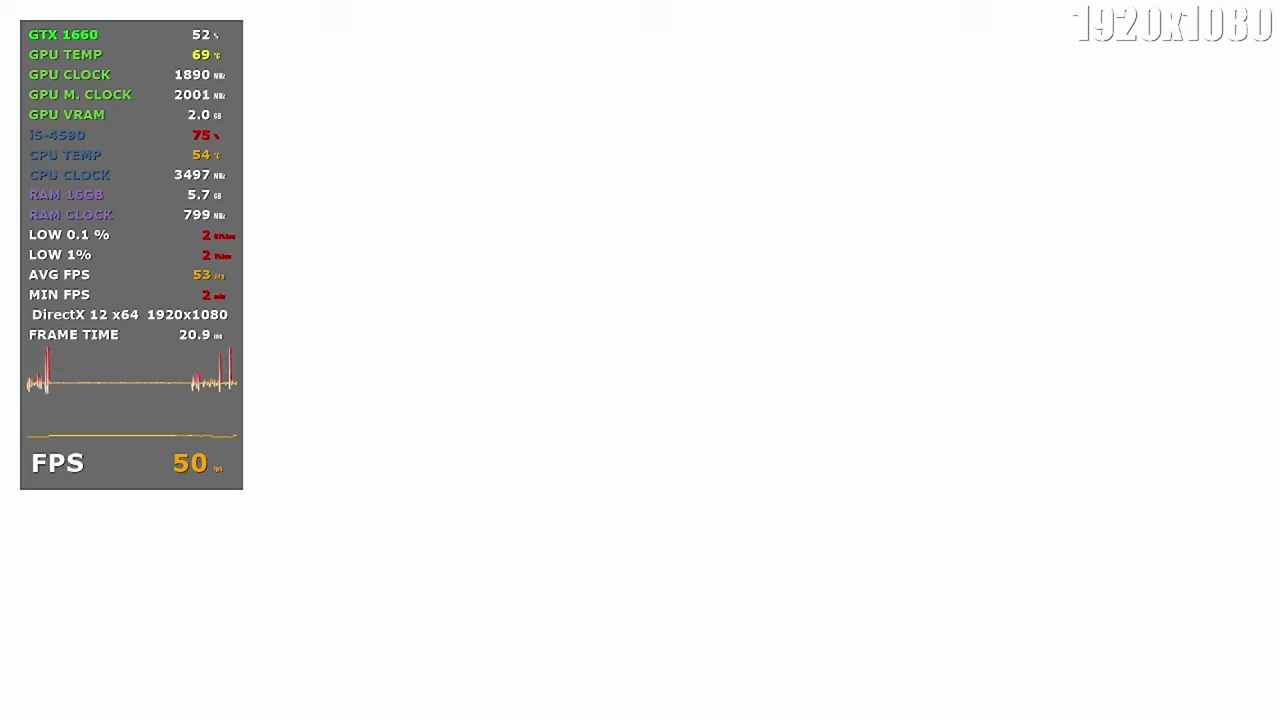 1920x1080
GTX 1660 52 %
GPU TEMP 69 °C
GPU CLOCK 1890 MHz
GPU M. CLOCK 2001 MHz
GPU VRAM 2.0 GB
i5-4590 75 %
CPU TEMP 54 °C
CPU CLOCK 3497 MHz
RAM 16GB 5.7 GB
RAM CLOCK 799 MHz
LOW 0.1 % 2
LOW 1% 2
AVG FPS 53 avg
MIN FPS 2 min
DirectX 12 x64 1920x1080
FRAME TIME 20.9
FPS 50 fps